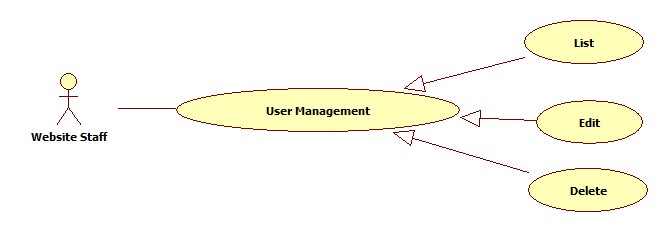 List
User Management
Edit
Website Staff
Delete